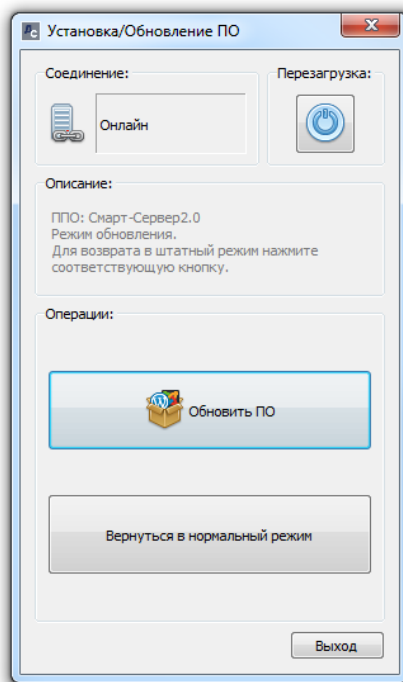 Установка/Обновление ПО
Соединение:
Перезагрузка:
Онлайн
Описание:
ППО: Смарт-Сервер2.0
Режим обновления.
Для возврата в штатный режим нажмите
соответствующую кнопку.
Операции:
Обновить ПО
Вернуться в нормальный режим
Выход